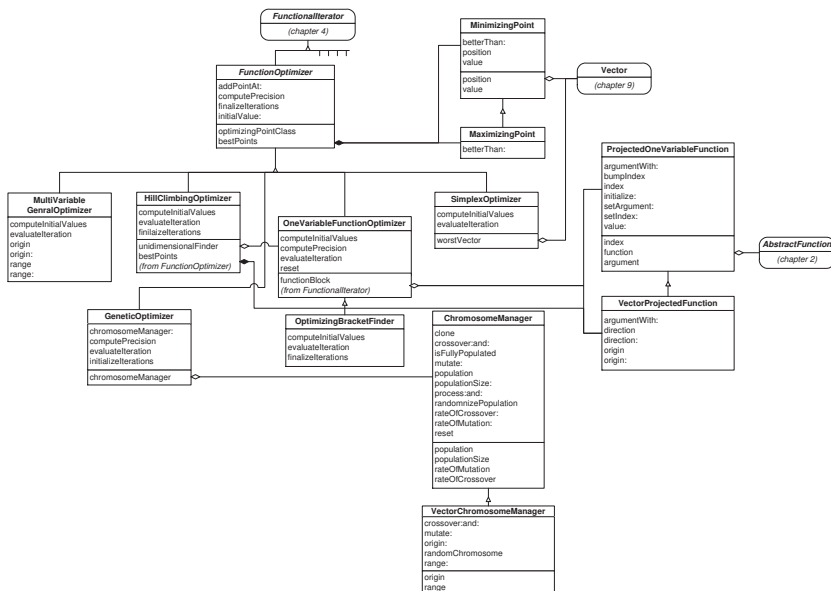 FunctionalIterator
(chapter 4)
FunctionOptimizer
addPointAt:
computePrecision
finalizeIterations
initialValue:
optimizingPointClass
bestPoints
MinimizingPoint
betterThan:
position
value
position
value
Vector
(chapter 9)
MaximizingPoint
betterThan:
ProjectedOneVariableFunction
argumentWith:
bumpIndex
index
initialize:
setArgument:
setIndex:
value:
index
function
argument
AbstractFunction
(chapter 2)
MultiVariable
GenralOptimizer
computeInitialValues
evaluateIteration
origin
origin:
range
range:
HillClimbingOptimizer
computeInitialValues
evaluateIteration
finilaizeIterations
unidimensionalFinder
bestPoints
(from FunctionOptimizer)
OneVariableFunctionOptimizer
computeInitialValues
computePrecision
evaluateIteration
reset
functionBlock
(from FunctionalIterator)
SimplexOptimizer
computeInitialValues
evaluateIteration
worstVector
VectorProjectedFunction
argumentWith:
direction
direction:
origin
origin:
GeneticOptimizer
chromosomeManager:
computePrecision
evaluateIteration
initializeIterations
chromosomeManager
OptimizingBracketFinder
computeInitialValues
evaluateIteration
finalizeIterations
ChromosomeManager
clone
crossover:and:
isFullyPopulated
mutate:
population
populationSize:
process:and:
randomnizePopulation
rateOfCrossover:
rateOfMutation:
reset
population
populationSize
rateOfMutation
rateOfCrossover
VectorChromosomeManager
crossover:and:
mutate:
origin:
randomChromosome
range:
origin
range